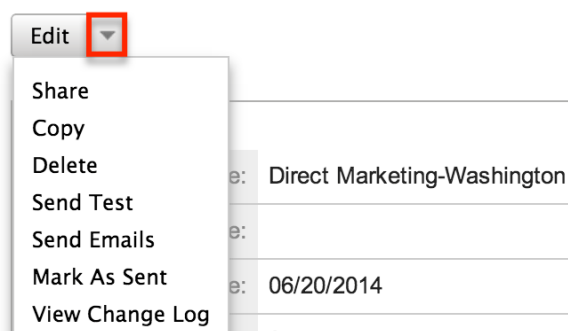 Edit
Share
Copy
Delete
e: Direct Marketing-Washington
Send Test
e:
Send Emails
Mark As Sent
e: 06/20/2014
View Change Log